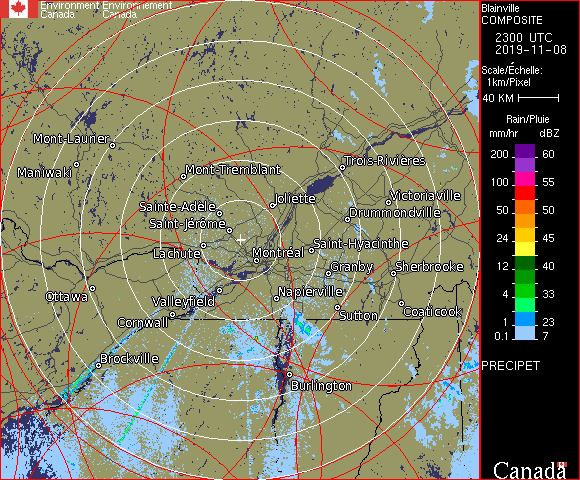 Environment Environnement
Canada Canada
Blainville
COMPOSITE
2300 UTC
2019-11-08
Scale/Échelle:
1km/Pixel
40 KM
Rain/Pluie
mm/hr dBZ
200 60
100 55
50 50
24 45
12 40
4 33
1 23
0.1 7
PRECIPET
Canada
Mont-Laurier
Maniwaki
Mont-Tremblant
Trois-Rivières
Sainte-Adèle
Joliette
Victoriaville
Saint-Jérôme
Drummondville
Lachute
Montréal
Saint-Hyacinthe
Granby
Sherbrooke
Ottawa
Valleyfield
Napierville
Cornwall
Sutton
Coaticook
Brockville
Burlington